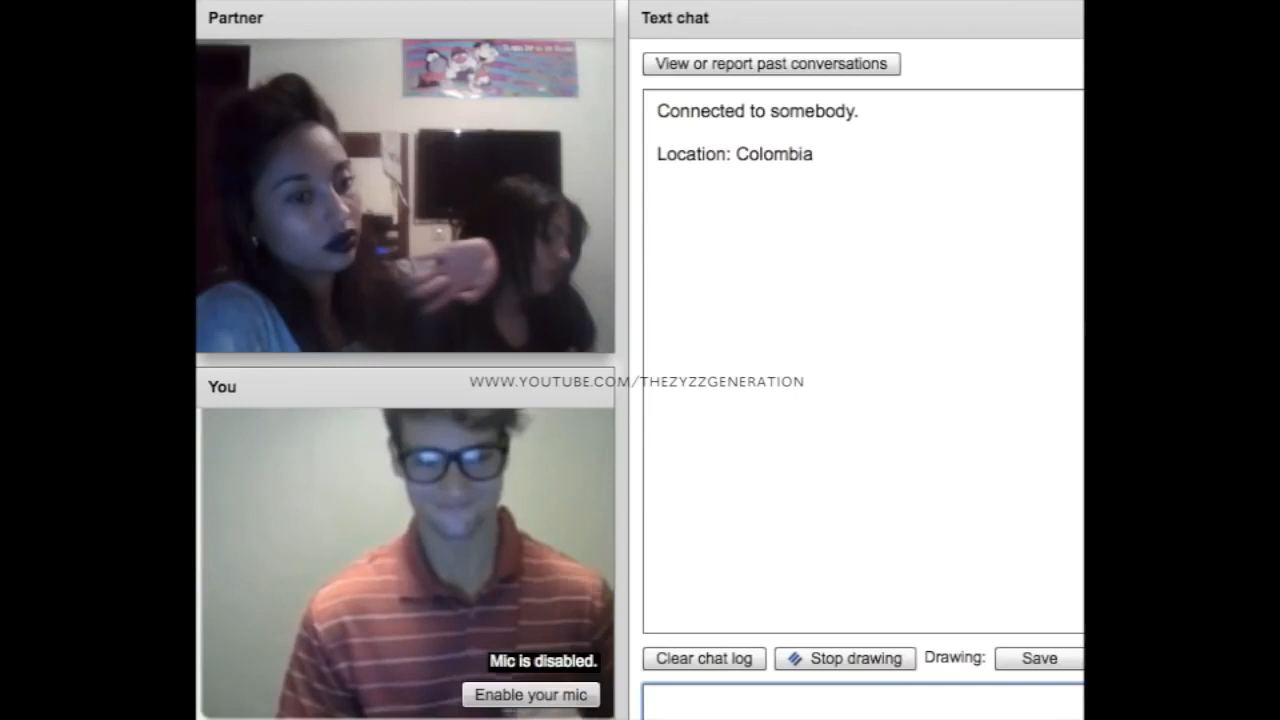 Partner
Text chat
View or report past conversations
Connected to somebody.
Location: Colombia
WWW.YOUTUBE.COM/THEZYZZGENERATION
You
Mic is disabled.
Enable your mic
Clear chat log
Stop drawing
Drawing:
Save